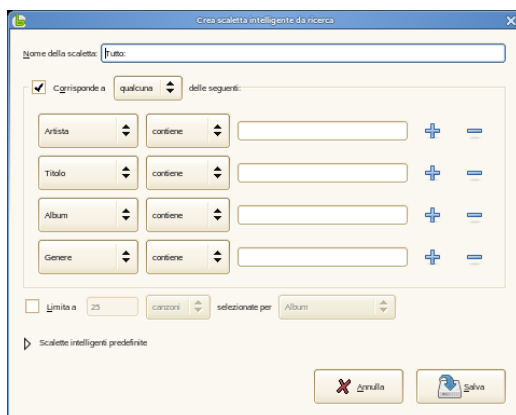 Crea scaletta intelligente da ricerca
Nome della scaletta: Tutto:
Corrisponde a qualcuna delle seguenti:
Artista contiene
Titolo contiene
Album contiene
Genere contiene
Limita a 25 canzoni selezionate per Album
Scalette intelligenti predefinite
Annulla Salva